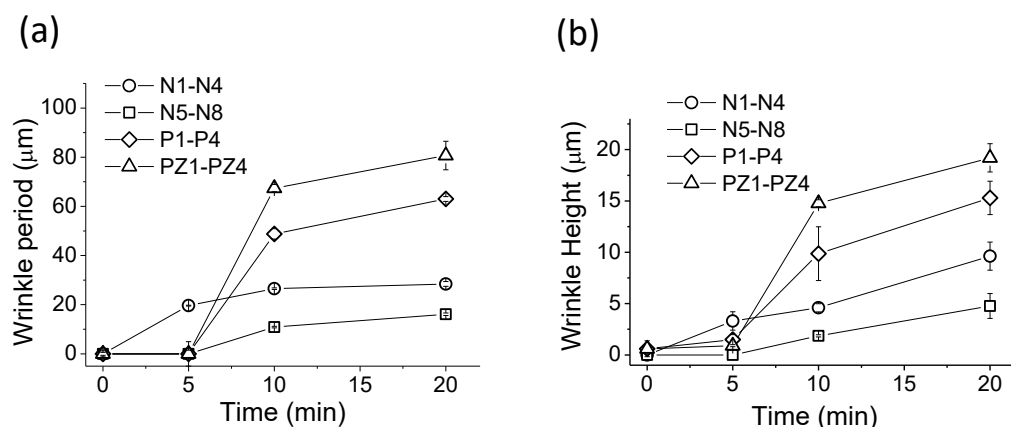 (a)
N1-N4
N5-N8
P1-P4
PZ1-PZ4
100
80
60
40
20
0
Wrinkle period (μm)
0 5 10 15 20
Time (min)
(b)
N1-N4
N5-N8
P1-P4
PZ1-PZ4
20
15
10
5
0
Wrinkle Height (μm)
0 5 10 15 20
Time (min)